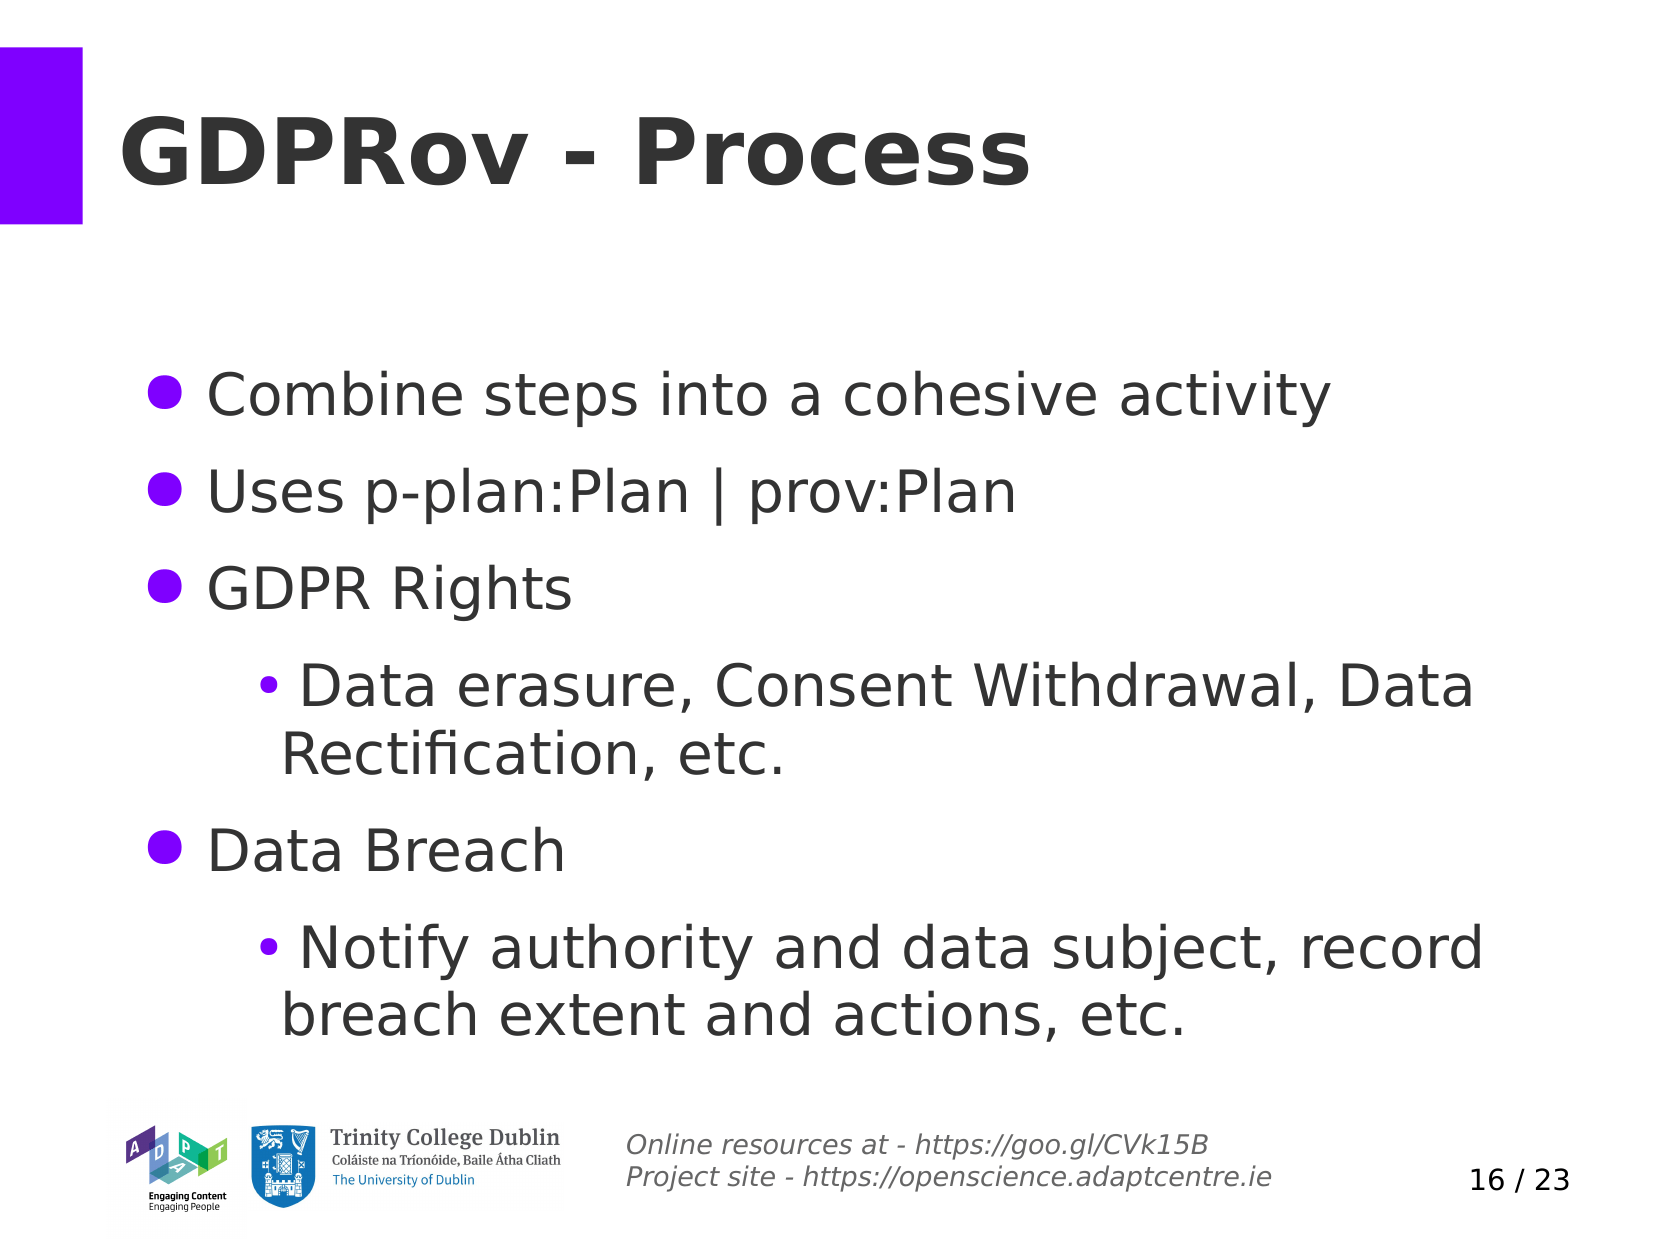 GDPRov - Process
● Combine steps into a cohesive activity
● Uses p-plan:Plan | prov:Plan
● GDPR Rights
• Data erasure, Consent Withdrawal, Data
Rectification, etc.
● Data Breach
• Notify authority and data subject, record
breach extent and actions, etc.
ADAPT
Engaging Content
Engaging People
Trinity College Dublin
Coláiste na Tríonóide, Baile Átha Cliath
The University of Dublin
Online resources at - https://goo.gl/CVk15B
Project site - https://openscience.adaptcentre.ie
16 / 23